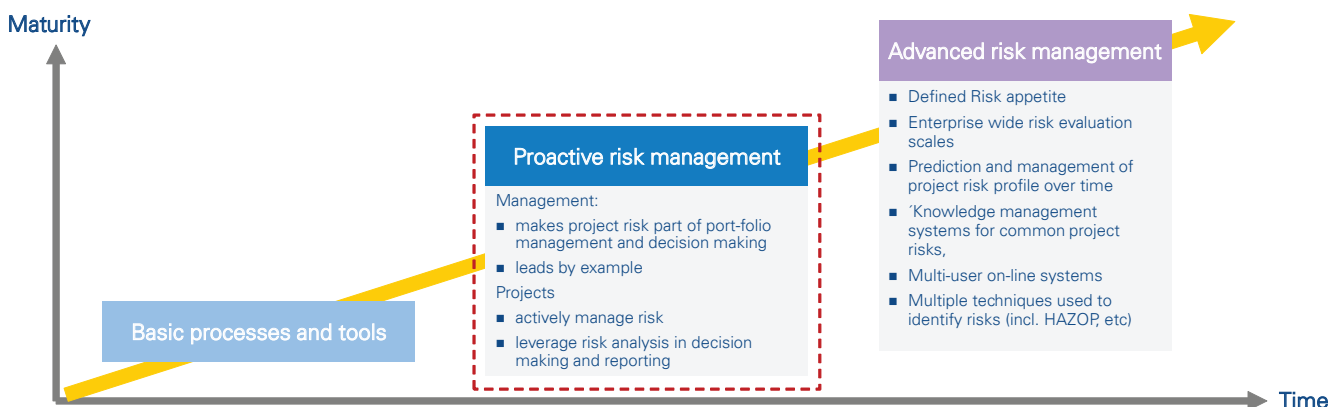 Maturity
Advanced risk management
■ Defined Risk appetite
■ Enterprise wide risk evaluation
scales
■ Prediction and management of
project risk profile over time
■ ´Knowledge management
systems for common project
risks,
■ Multi-user on-line systems
■ Multiple techniques used to
identify risks (incl. HAZOP, etc)
Proactive risk management
Management:
■ makes project risk part of port-folio
management and decision making
■ leads by example
Projects
■ actively manage risk
■ leverage risk analysis in decision
making and reporting
Basic processes and tools
Time